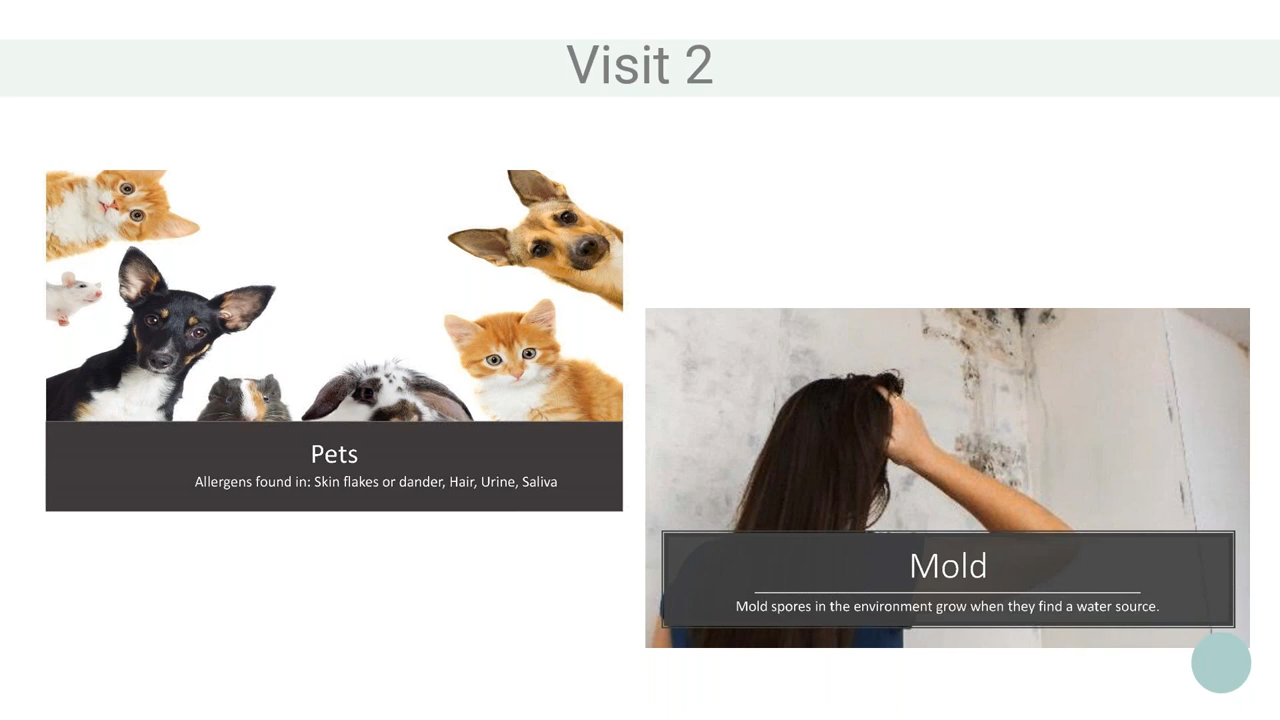 Visit 2
Pets
Allergens found in: Skin flakes or dander, Hair, Urine, Saliva
Mold
Mold spores in the environment grow when they find a water source.